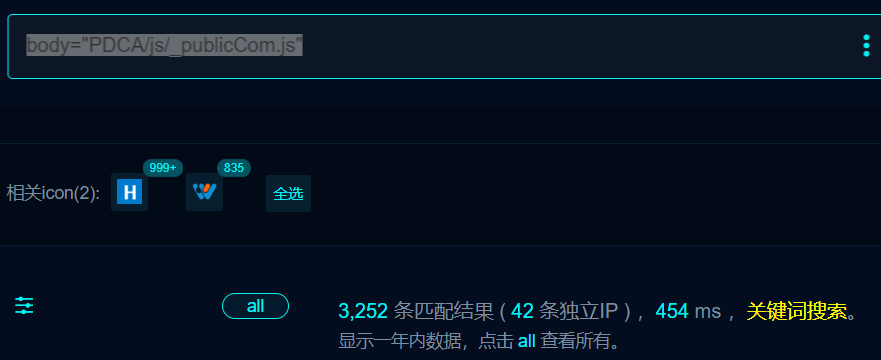 body="PDCA/js/_publicCom.js"
相关icon(2): H 999+ 835 全选
all 3,252 条匹配结果 ( 42 条独立IP ) ，454 ms ，关键词搜索。
显示一年内数据，点击 all 查看所有。